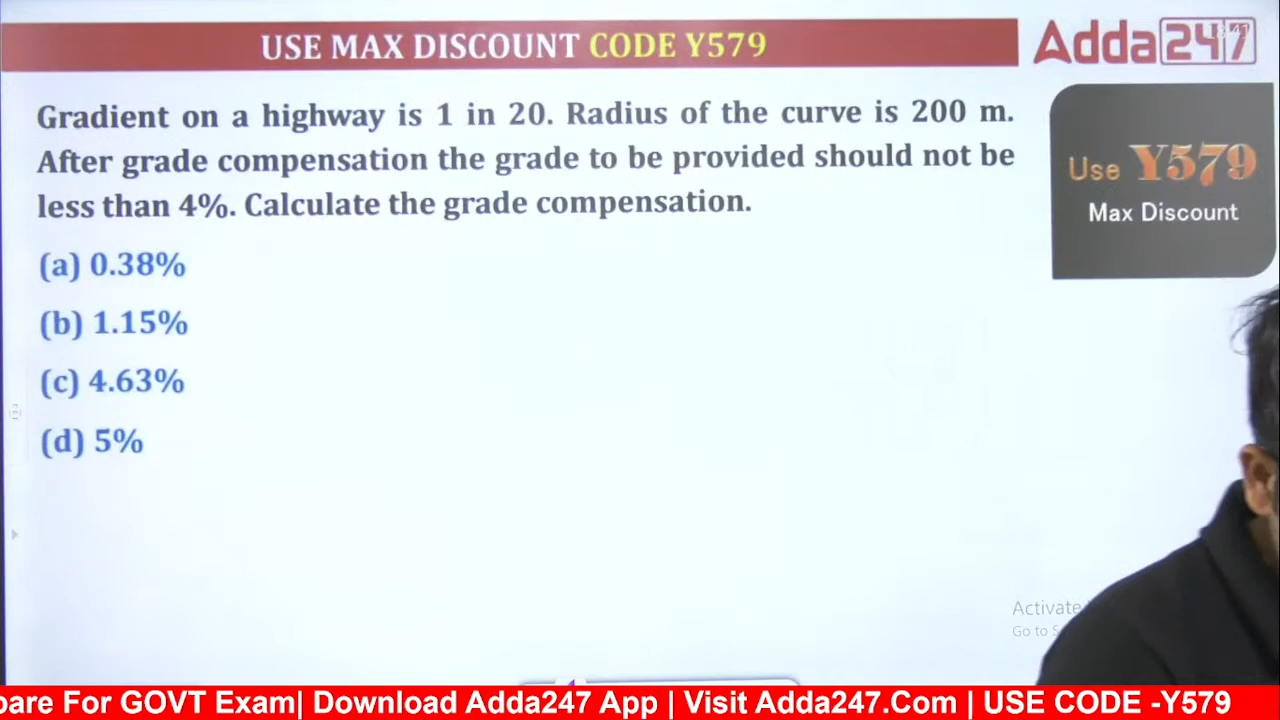 USE MAX DISCOUNT CODE Y579
Adda247
Gradient on a highway is 1 in 20. Radius of the curve is 200 m.
After grade compensation the grade to be provided should not be
less than 4%. Calculate the grade compensation.
(a) 0.38%
(b) 1.15%
(c) 4.63%
(d) 5%
Use Y579
Max Discount
Activate
Go to S
pare For GOVT Exam| Download Adda247 App | Visit Adda247.Com | USE CODE -Y579